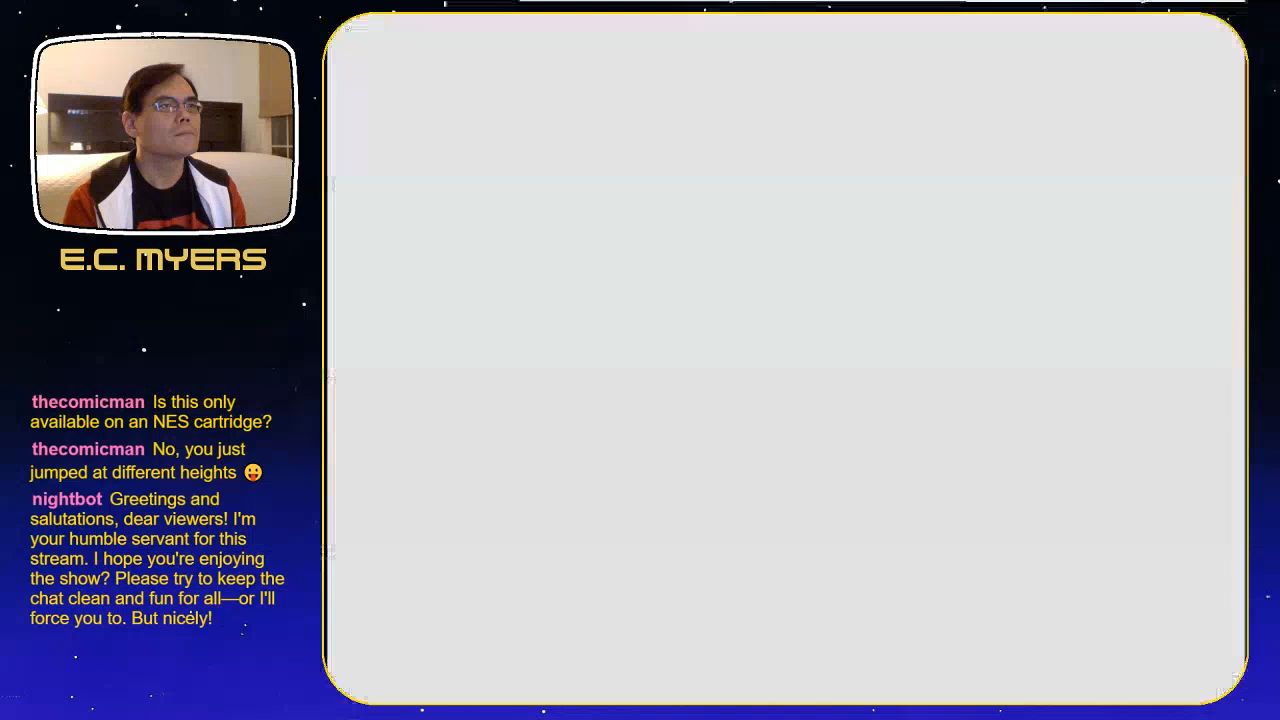 E.C. MYERS
thecomicman Is this only
available on an NES cartridge?
thecomicman No, you just
jumped at different heights 😛
nightbot Greetings and
salutations, dear viewers! I'm
your humble servant for this
stream. I hope you're enjoying
the show? Please try to keep the
chat clean and fun for all—or I'll
force you to. But nicely!